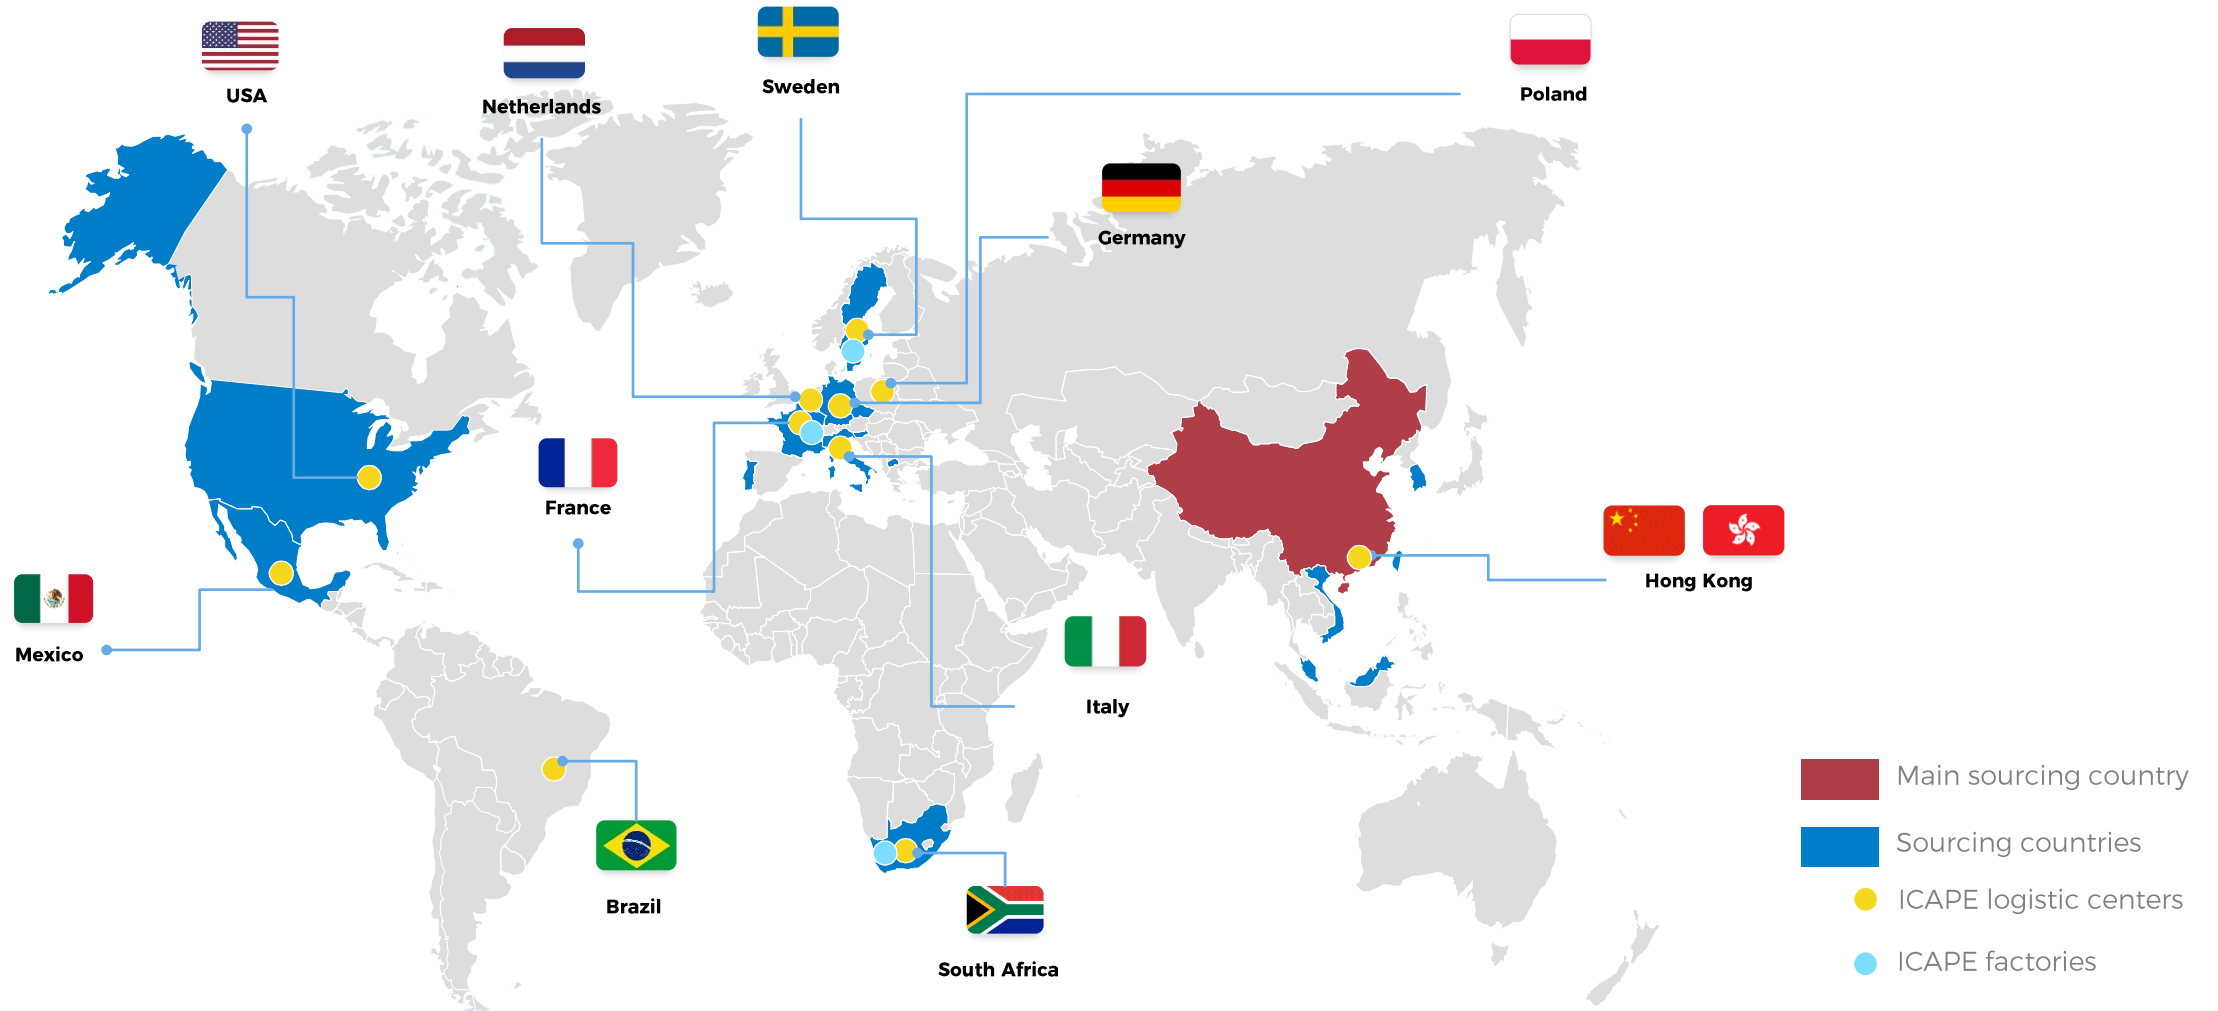 USA
Netherlands
Sweden
Poland
Germany
France
Hong Kong
Mexico
Italy
Brazil
South Africa
Main sourcing country
Sourcing countries
ICAPE logistic centers
ICAPE factories